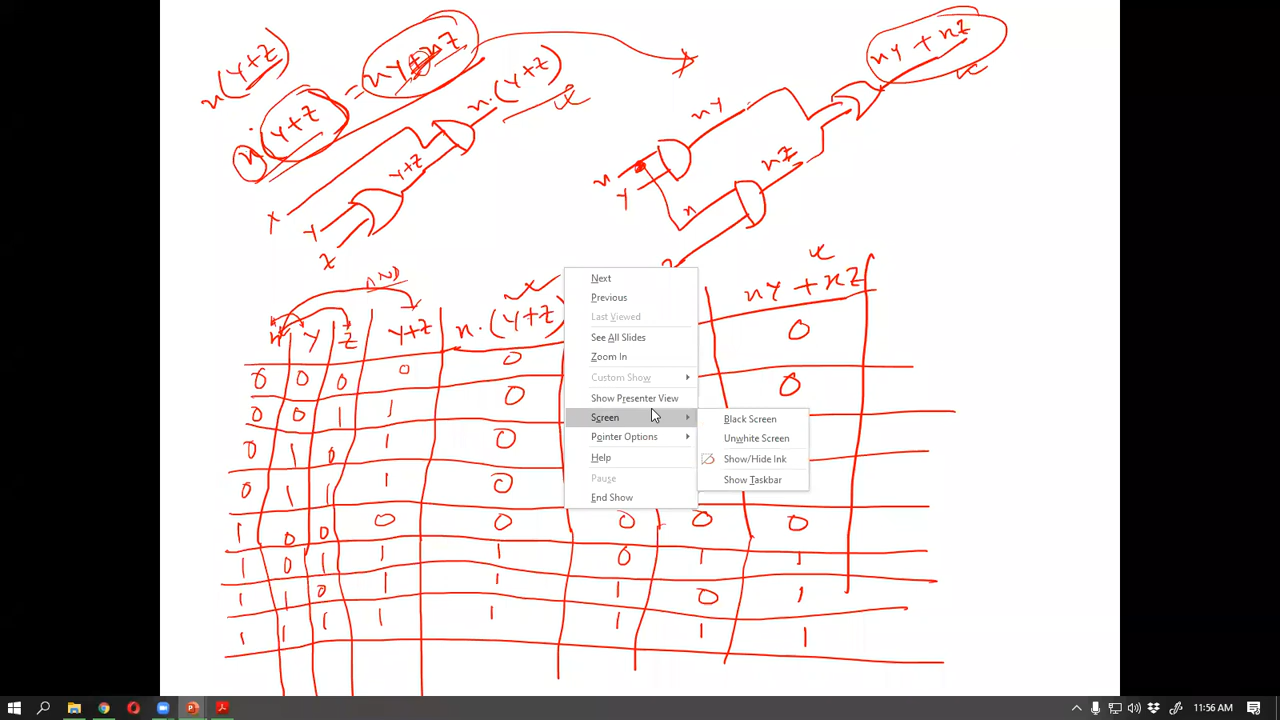 x(y+z)
x.(y+z) = xy+xz
x.(y+z)
y+z
x
y
z
xy + xz
xy
xz
x
y
x
z
AND
x y z y+z x.(y+z) xy + xz
0 0 0 0 0 0
0 0 1 1 0 0
0 1 0 1 0
0 1 1 1 0
1 0 0 0 0 0 0 0
1 0 1 1 1 0 1 1
1 1 0 1 1 1 0 1
1 1 1 1 1 1 1 1
Next
Previous
Last Viewed
See All Slides
Zoom In
Custom Show
Show Presenter View
Screen
Pointer Options
Help
Pause
End Show
Black Screen
Unwhite Screen
Show/Hide Ink
Show Taskbar
11:56 AM